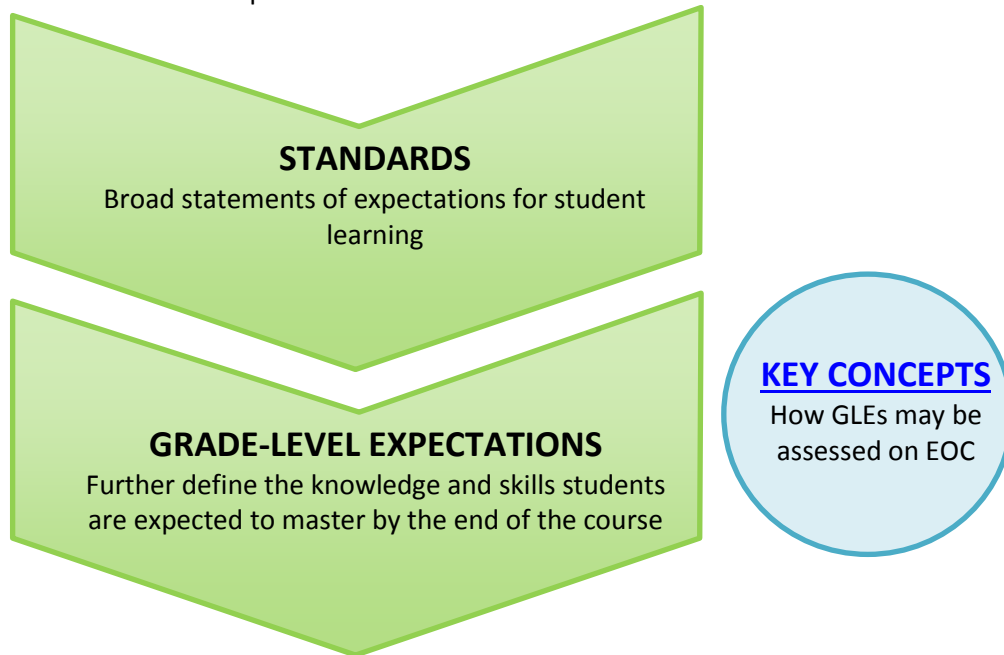 STANDARDS
Broad statements of expectations for student
learning
GRADE-LEVEL EXPECTATIONS
Further define the knowledge and skills students
are expected to master by the end of the course
KEY CONCEPTS
How GLEs may be
assessed on EOC